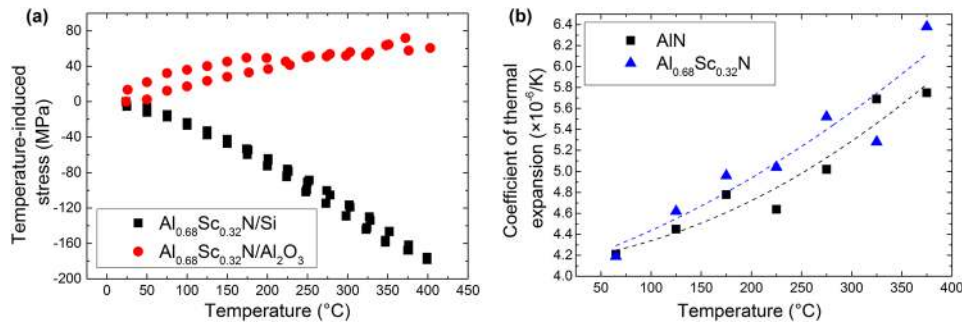 (a)
Temperature-induced
stress (MPa)
80
40
0
-40
-80
-120
-160
-200
Al0.68Sc0.32N/Si
Al0.68Sc0.32N/Al2O3
0 50 100 150 200 250 300 350 400 450
Temperature (°C)
(b)
Coefficient of thermal
expansion (×10-6/K)
6.4
6.2
6.0
5.8
5.6
5.4
5.2
5.0
4.8
4.6
4.4
4.2
4.0
AlN
Al0.68Sc0.32N
50 100 150 200 250 300 350 400
Temperature (°C)